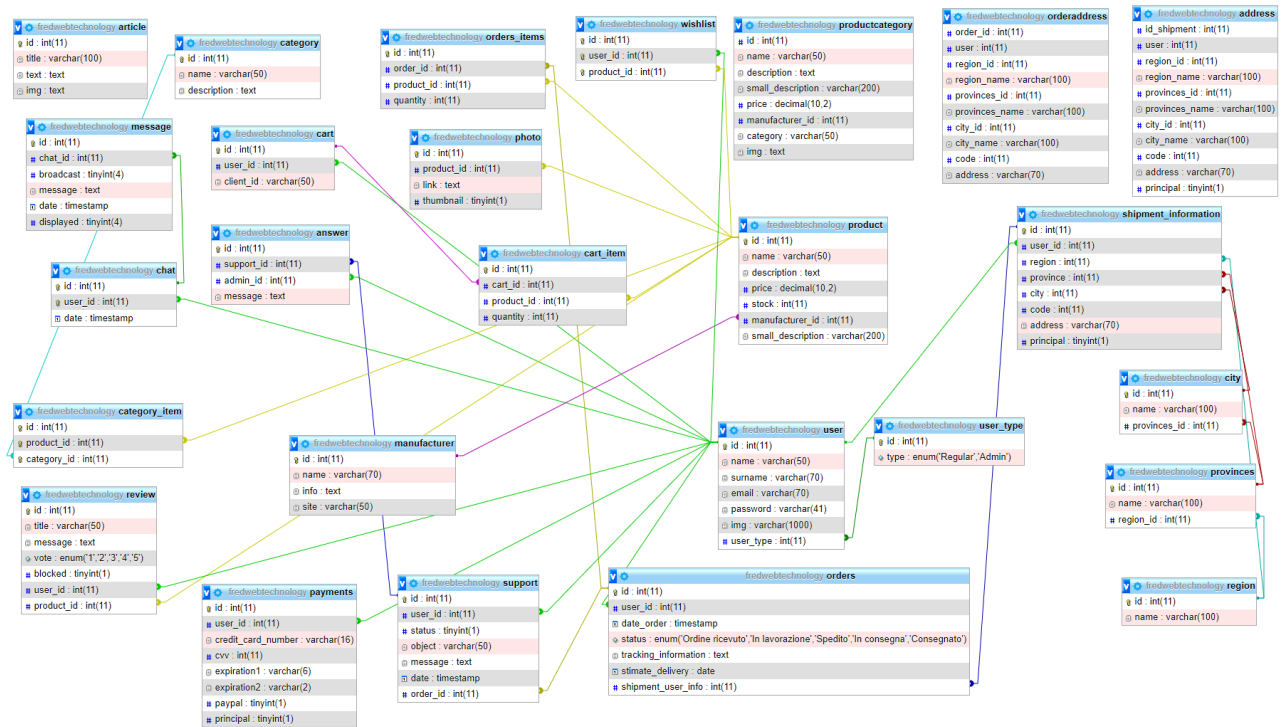 fredwebtechnology article
id : int(11)
title : varchar(100)
text : text
img : text
fredwebtechnology category
id : int(11)
name : varchar(50)
description : text
fredwebtechnology orders_items
id : int(11)
order_id : int(11)
product_id : int(11)
quantity : int(11)
fredwebtechnology wishlist
id : int(11)
user_id : int(11)
product_id : int(11)
fredwebtechnology productcategory
id : int(11)
name : varchar(50)
description : text
small_description : varchar(200)
price : decimal(10,2)
manufacturer_id : int(11)
category : varchar(50)
img : text
fredwebtechnology orderaddress
order_id : int(11)
user : int(11)
region_id : int(11)
region_name : varchar(100)
provinces_id : int(11)
provinces_name : varchar(100)
city_id : int(11)
city_name : varchar(100)
code : int(11)
address : varchar(70)
fredwebtechnology address
id_shipment : int(11)
user : int(11)
region_id : int(11)
region_name : varchar(100)
provinces_id : int(11)
provinces_name : varchar(100)
city_id : int(11)
city_name : varchar(100)
code : int(11)
address : varchar(70)
principal : tinyint(1)
fredwebtechnology message
id : int(11)
chat_id : int(11)
broadcast : tinyint(4)
message : text
date : timestamp
displayed : tinyint(4)
fredwebtechnology cart
id : int(11)
user_id : int(11)
client_id : varchar(50)
fredwebtechnology photo
id : int(11)
product_id : int(11)
link : text
thumbnail : tinyint(1)
fredwebtechnology answer
id : int(11)
support_id : int(11)
admin_id : int(11)
message : text
fredwebtechnology cart_item
id : int(11)
cart_id : int(11)
product_id : int(11)
quantity : int(11)
fredwebtechnology product
id : int(11)
name : varchar(50)
description : text
price : decimal(10,2)
stock : int(11)
manufacturer_id : int(11)
small_description : varchar(200)
fredwebtechnology shipment_information
id : int(11)
user_id : int(11)
region : int(11)
province : int(11)
city : int(11)
code : int(11)
address : varchar(70)
principal : tinyint(1)
fredwebtechnology chat
id : int(11)
user_id : int(11)
date : timestamp
fredwebtechnology city
id : int(11)
name : varchar(100)
provinces_id : int(11)
fredwebtechnology category_item
id : int(11)
product_id : int(11)
category_id : int(11)
fredwebtechnology manufacturer
id : int(11)
name : varchar(70)
info : text
site : varchar(50)
fredwebtechnology user
id : int(11)
name : varchar(50)
surname : varchar(70)
email : varchar(70)
password : varchar(41)
img : varchar(1000)
user_type : int(11)
fredwebtechnology user_type
id : int(11)
type : enum('Regular','Admin')
fredwebtechnology provinces
id : int(11)
name : varchar(100)
region_id : int(11)
fredwebtechnology review
id : int(11)
title : varchar(50)
message : text
vote : enum('1','2','3','4','5')
blocked : tinyint(1)
user_id : int(11)
product_id : int(11)
fredwebtechnology payments
id : int(11)
user_id : int(11)
credit_card_number : varchar(16)
cvv : int(11)
expiration1 : varchar(6)
expiration2 : varchar(2)
paypal : tinyint(1)
principal : tinyint(1)
fredwebtechnology support
id : int(11)
user_id : int(11)
status : tinyint(1)
object : varchar(50)
message : text
date : timestamp
order_id : int(11)
fredwebtechnology orders
id : int(11)
user_id : int(11)
date_order : timestamp
status : enum('Ordine ricevuto','In lavorazione','Spedito','In consegna','Consegnato')
tracking_information : text
stimate_delivery : date
shipment_user_info : int(11)
fredwebtechnology region
id : int(11)
name : varchar(100)